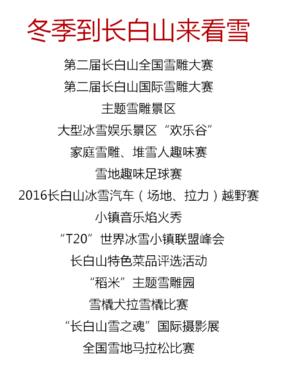 冬季到长白山来看雪
第二届长白山全国雪雕大赛
第二届长白山国际雪雕大赛
主题雪雕景区
大型冰雪娱乐景区“欢乐谷”
家庭雪雕、堆雪人趣味赛
雪地趣味足球赛
2016长白山冰雪汽车（场地、拉力）越野赛
小镇音乐焰火秀
“T20”世界冰雪小镇联盟峰会
长白山特色菜品评选活动
“稻米”主题雪雕园
雪橇犬拉雪橇比赛
“长白山雪之魂”国际摄影展
全国雪地马拉松比赛